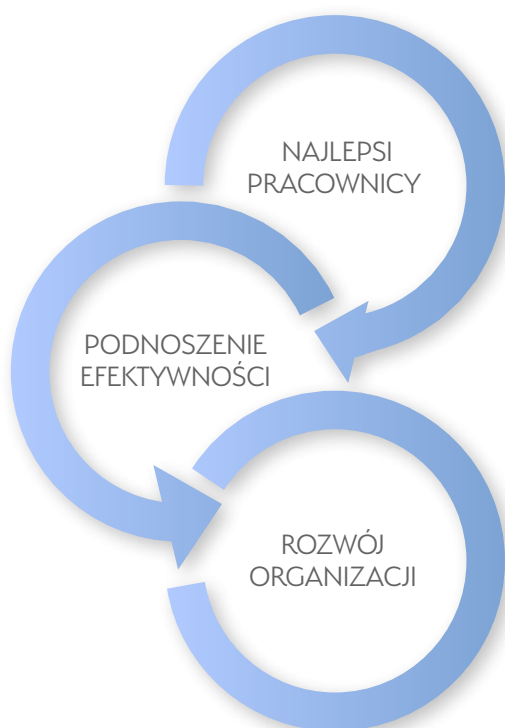 NAJLEPSI
PRACOWNICY
PODNOSZENIE
EFEKTYWNOŚCI
ROZWÓJ
ORGANIZACJI